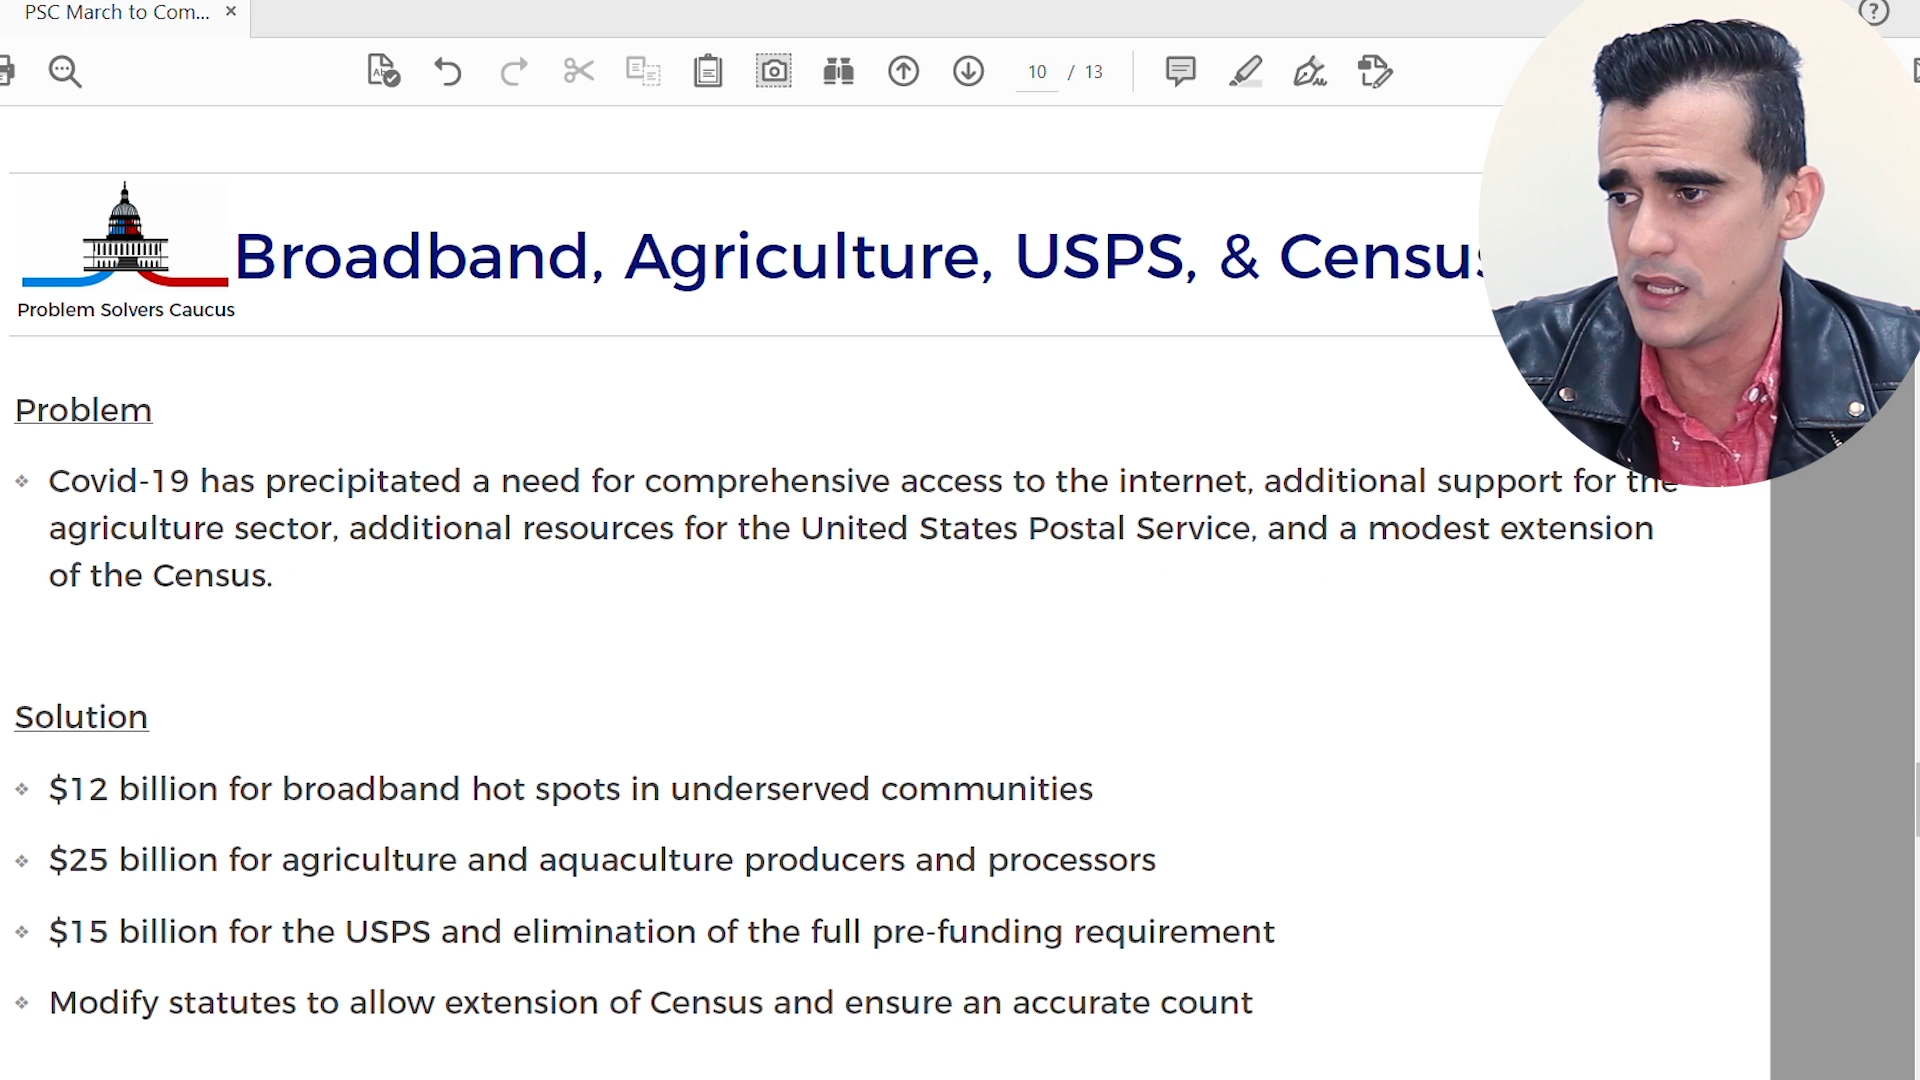 PSC March to Com...
10 / 13
Broadband, Agriculture, USPS, & Census
Problem Solvers Caucus
Problem
Covid-19 has precipitated a need for comprehensive access to the internet, additional support for the
agriculture sector, additional resources for the United States Postal Service, and a modest extension
of the Census.
Solution
$12 billion for broadband hot spots in underserved communities
$25 billion for agriculture and aquaculture producers and processors
$15 billion for the USPS and elimination of the full pre-funding requirement
Modify statutes to allow extension of Census and ensure an accurate count